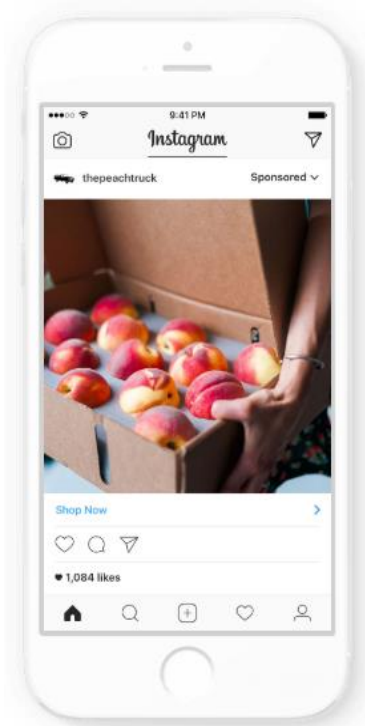 9:41 PM
Instagram
thepeachtruck Sponsored
Shop Now
1,084 likes